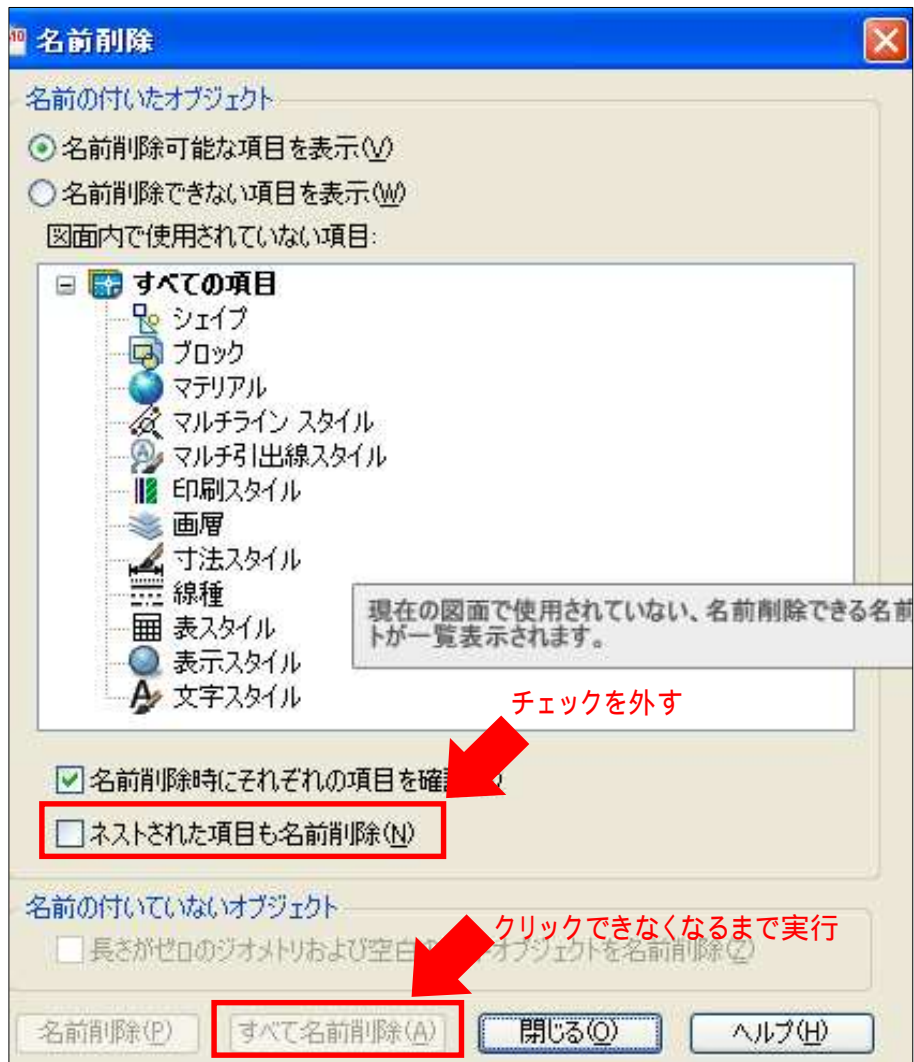 名前削除
名前の付いたオブジェクト
名前削除可能な項目を表示(V)
名前削除できない項目を表示(W)
図面内で使用されていない項目:
すべての項目
シェイプ
ブロック
マテリアル
マルチライン スタイル
マルチ引出線スタイル
印刷スタイル
画層
寸法スタイル
線種
表スタイル
表示スタイル
文字スタイル
現在の図面で使用されていない、名前削除できる名前
トが一覧表示されます。
チェックを外す
名前削除時にそれぞれの項目を確
ネストされた項目も名前削除(N)
名前の付いていないオブジェクト
クリックできなくなるまで実行
長さがゼロのジオメトリおよび空白 オブジェクトを名前削除(Z)
名前削除(P)
すべて名前削除(A)
閉じる(O)
ヘルプ(H)